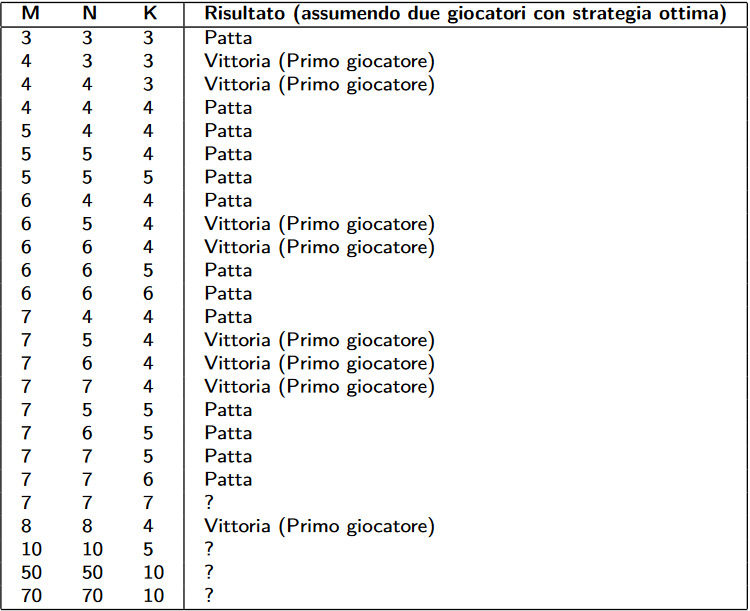 M N K Risultato (assumendo due giocatori con strategia ottima)
3 3 3 Patta
4 3 3 Vittoria (Primo giocatore)
4 4 3 Vittoria (Primo giocatore)
4 4 4 Patta
5 4 4 Patta
5 5 4 Patta
5 5 5 Patta
6 4 4 Patta
6 5 4 Vittoria (Primo giocatore)
6 6 4 Vittoria (Primo giocatore)
6 6 5 Patta
6 6 6 Patta
7 4 4 Patta
7 5 4 Vittoria (Primo giocatore)
7 6 4 Vittoria (Primo giocatore)
7 7 4 Vittoria (Primo giocatore)
7 5 5 Patta
7 6 5 Patta
7 7 5 Patta
7 7 6 Patta
7 7 7 ?
8 8 4 Vittoria (Primo giocatore)
10 10 5 ?
50 50 10 ?
70 70 10 ?